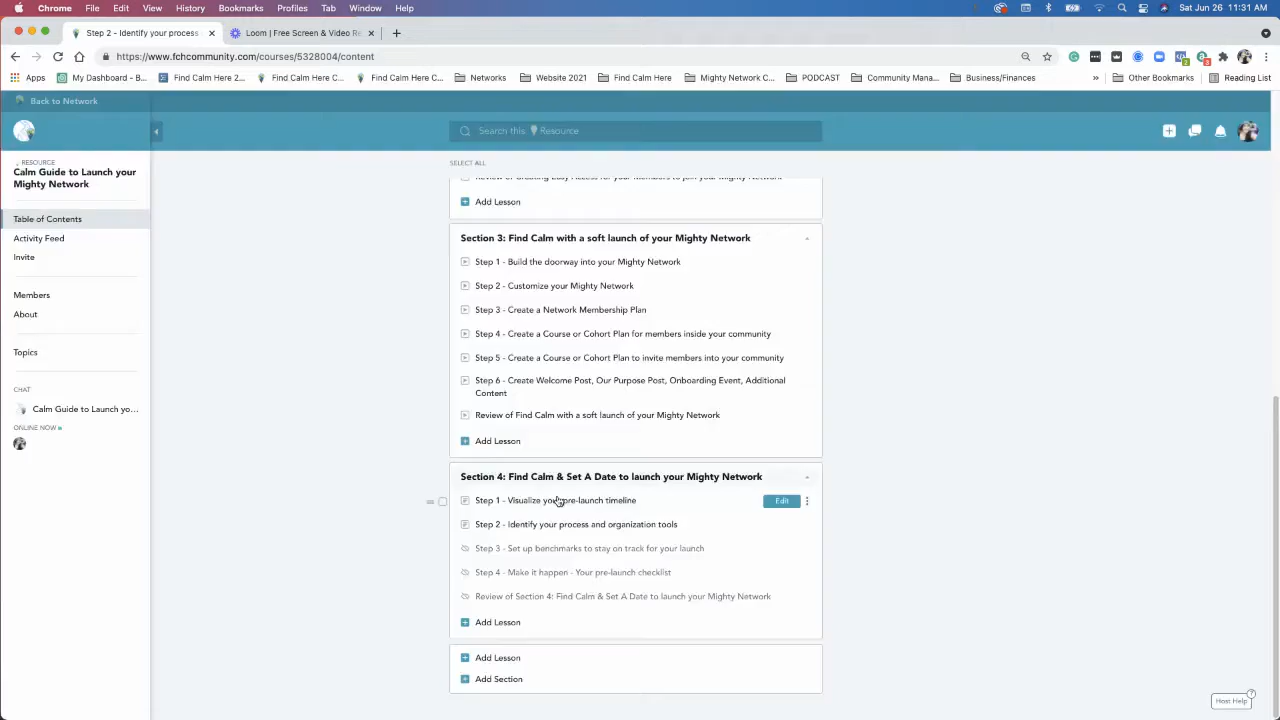 Chrome File Edit View History Bookmarks Profiles Tab Window Help
Sat Jun 26 11:31 AM
Step 2 - Identify your process
Loom | Free Screen & Video Re
https://www.fchcommunity.com/courses/5328004/content
Apps
My Dashboard - B...
Find Calm Here 2...
Find Calm Here C...
Find Calm Here C...
Networks
Website 2021
Find Calm Here
Mighty Network C...
PODCAST
Community Mana...
Business/Finances
»
Other Bookmarks
Reading List
Back to Network
Search this Resource
RESOURCE
Calm Guide to Launch your
Mighty Network
Table of Contents
Activity Feed
Invite
Members
About
Topics
CHAT
Calm Guide to Launch yo...
ONLINE NOW
SELECT ALL
Review of Creating Easy Access for your Members to join your Mighty Network
Add Lesson
Section 3: Find Calm with a soft launch of your Mighty Network
Step 1 - Build the doorway into your Mighty Network
Step 2 - Customize your Mighty Network
Step 3 - Create a Network Membership Plan
Step 4 - Create a Course or Cohort Plan for members inside your community
Step 5 - Create a Course or Cohort Plan to invite members into your community
Step 6 - Create Welcome Post, Our Purpose Post, Onboarding Event, Additional
Content
Review of Find Calm with a soft launch of your Mighty Network
Add Lesson
Section 4: Find Calm & Set A Date to launch your Mighty Network
Step 1 - Visualize your pre-launch timeline
Edit
Step 2 - Identify your process and organization tools
Step 3 - Set up benchmarks to stay on track for your launch
Step 4 - Make it happen - Your pre-launch checklist
Review of Section 4: Find Calm & Set A Date to launch your Mighty Network
Add Lesson
Add Lesson
Add Section
Host Help
?